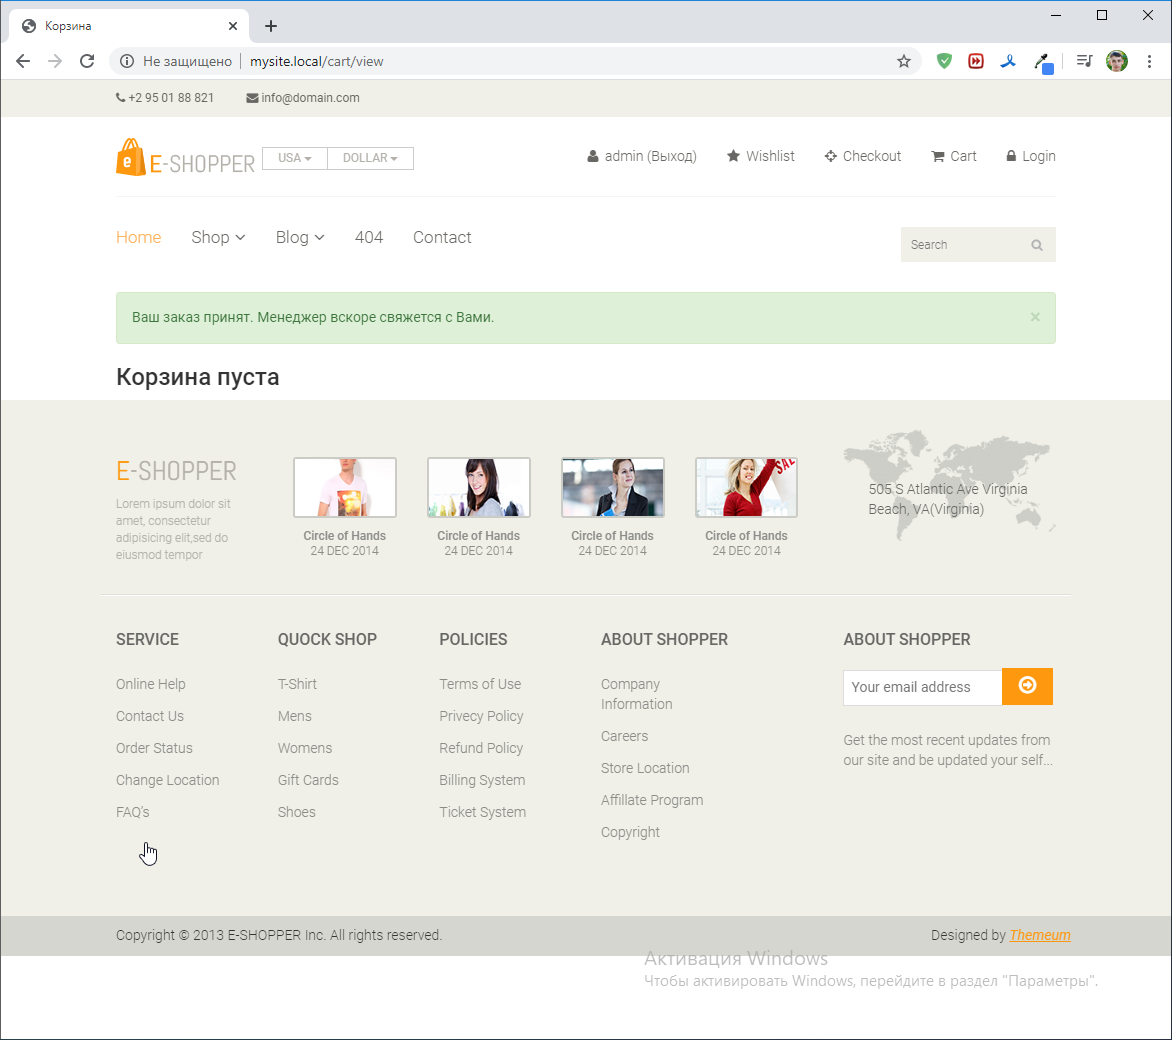 Корзина
Не защищено
mysite.local/cart/view
+2 95 01 88 821
info@domain.com
E-SHOPPER
USA
DOLLAR
admin (Выход)
Wishlist
Checkout
Cart
Login
Home
Shop
Blog
404
Contact
Search
Ваш заказ принят. Менеджер вскоре свяжется с Вами.
×
Корзина пуста
E-SHOPPER
Lorem ipsum dolor sit
amet, consectetur
adipisicing elit,sed do
eiusmod tempor
Circle of Hands
24 DEC 2014
Circle of Hands
24 DEC 2014
Circle of Hands
24 DEC 2014
SALE
Circle of Hands
24 DEC 2014
505 S Atlantic Ave Virginia
Beach, VA(Virginia)
SERVICE
Online Help
Contact Us
Order Status
Change Location
FAQ's
QUOCK SHOP
T-Shirt
Mens
Womens
Gift Cards
Shoes
POLICIES
Terms of Use
Privecy Policy
Refund Policy
Billing System
Ticket System
ABOUT SHOPPER
Company
Information
Careers
Store Location
Affillate Program
Copyright
ABOUT SHOPPER
Your email address
Get the most recent updates from
our site and be updated your self...
Copyright © 2013 E-SHOPPER Inc. All rights reserved.
Designed by Themeum
Активация Windows
Чтобы активировать Windows, перейдите в раздел "Параметры".